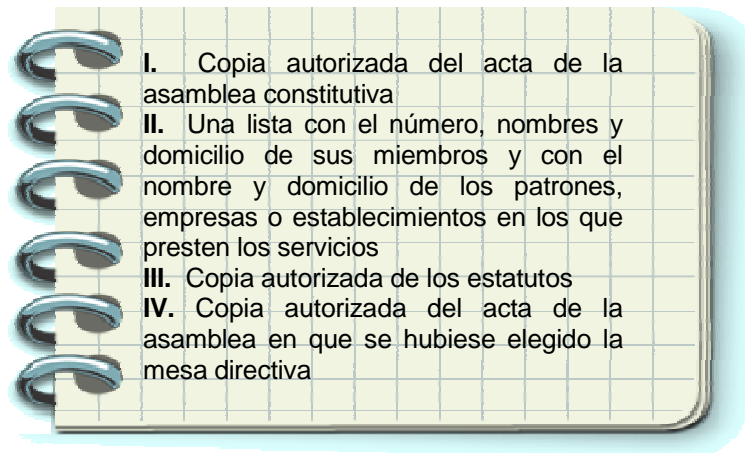 I. Copia autorizada del acta de la
asamblea constitutiva
II. Una lista con el número, nombres y
domicilio de sus miembros y con el
nombre y domicilio de los patrones,
empresas o establecimientos en los que
presten los servicios
III. Copia autorizada de los estatutos
IV. Copia autorizada del acta de la
asamblea en que se hubiese elegido la
mesa directiva